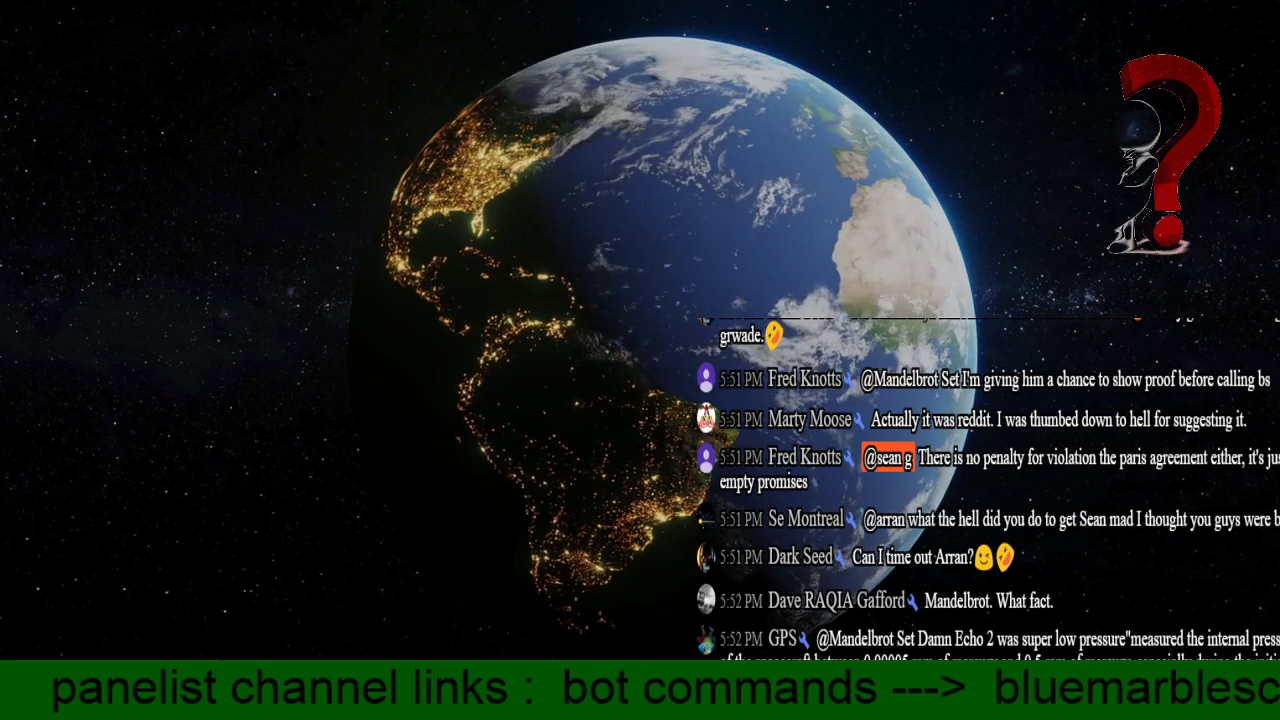 grwade.🤣
5:51 PM Fred Knotts @Mandelbrot Set I'm giving him a chance to show proof before calling bs
5:51 PM Marty Moose Actually it was reddit. I was thumbed down to hell for suggesting it.
5:51 PM Fred Knotts @sean g There is no penalty for violation the paris agreement either, it's jus
empty promises
5:51 PM Se Montreal @arran what the hell did you do to get Sean mad I thought you guys were b
5:51 PM Dark Seed Can I time out Arran?😉🤣
5:52 PM Dave RAQIA Gafford Mandelbrot. What fact.
5:52 PM GPS @Mandelbrot Set Damn Echo 2 was super low pressure"measured the internal press
panelist channel links : bot commands ---> bluemarblesc